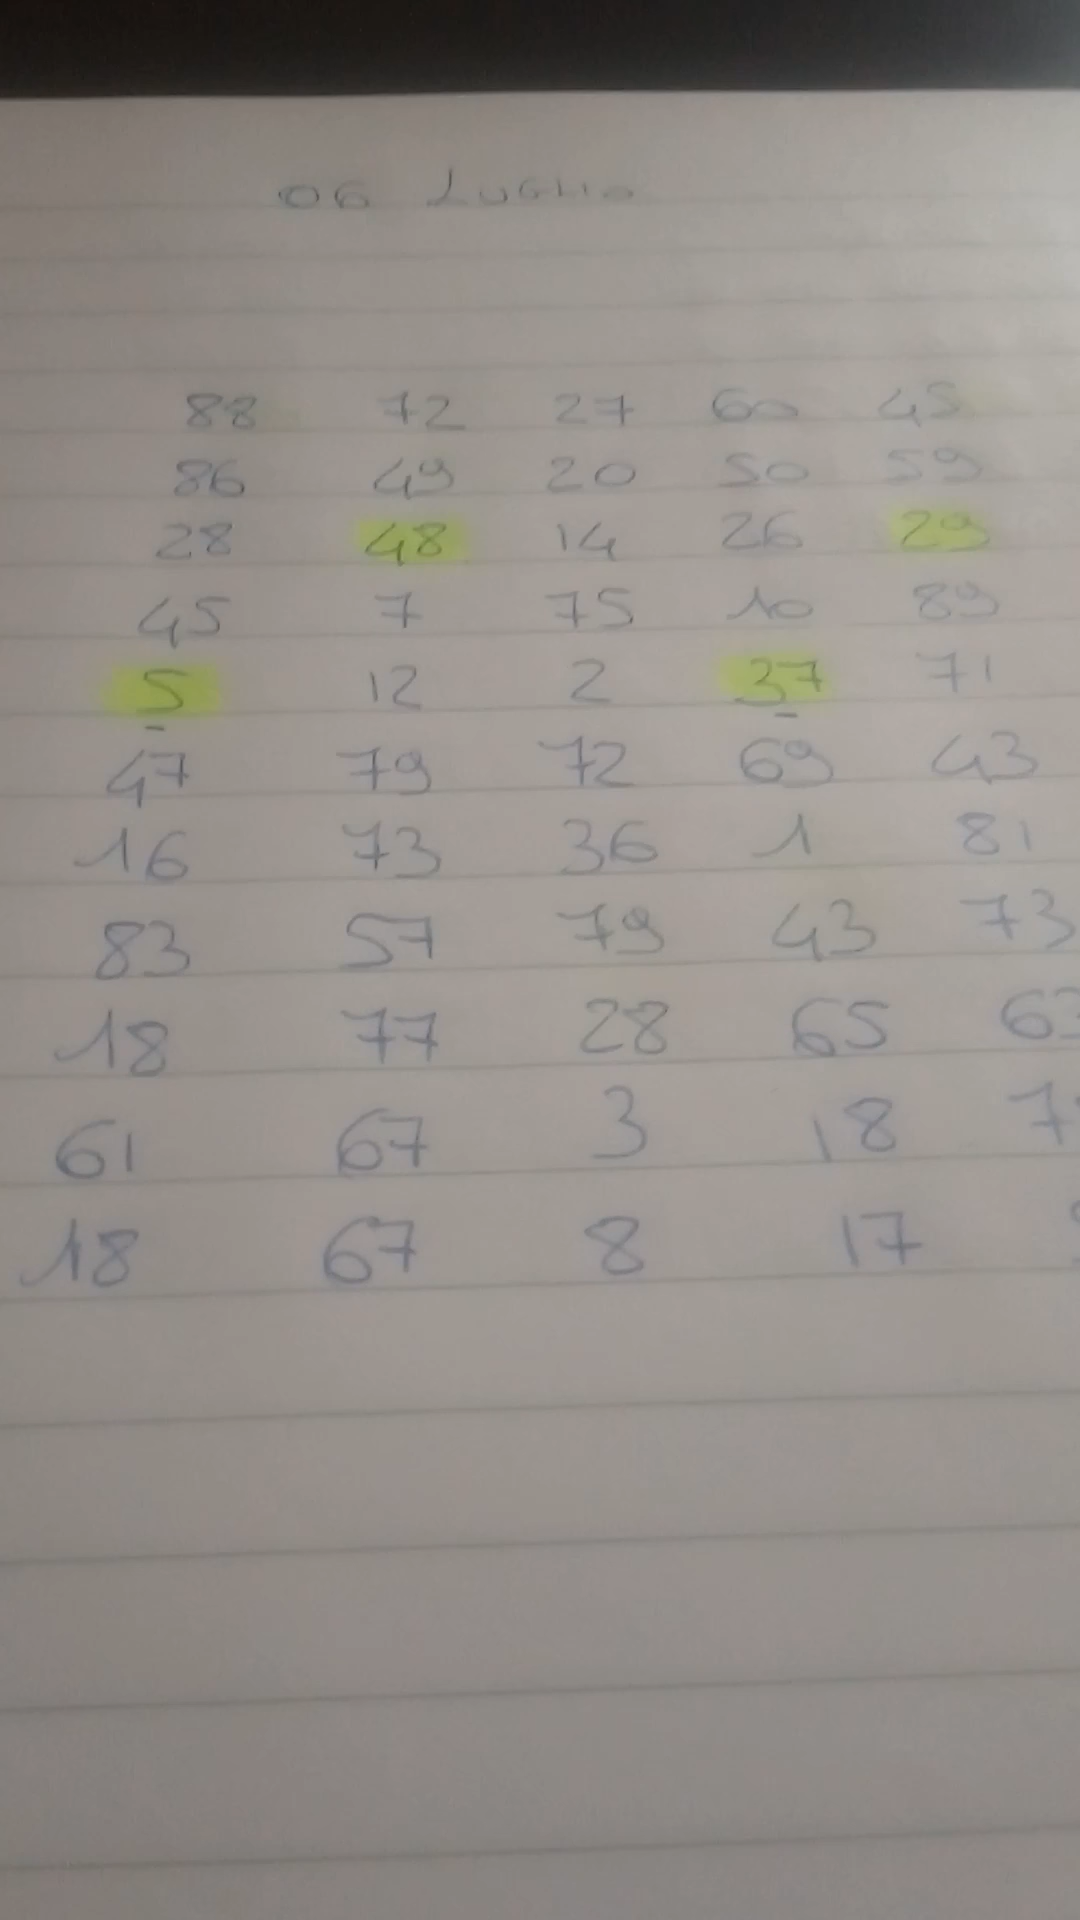 06 LUGLIO
88 72 27 60 45
86 49 20 50 59
28 48 14 26 29
45 7 75 10 89
5 12 2 37 71
47 79 72 69 43
16 73 36 1 81
83 57 79 43 73
18 77 28 65 63
61 67 3 18
18 67 8 17